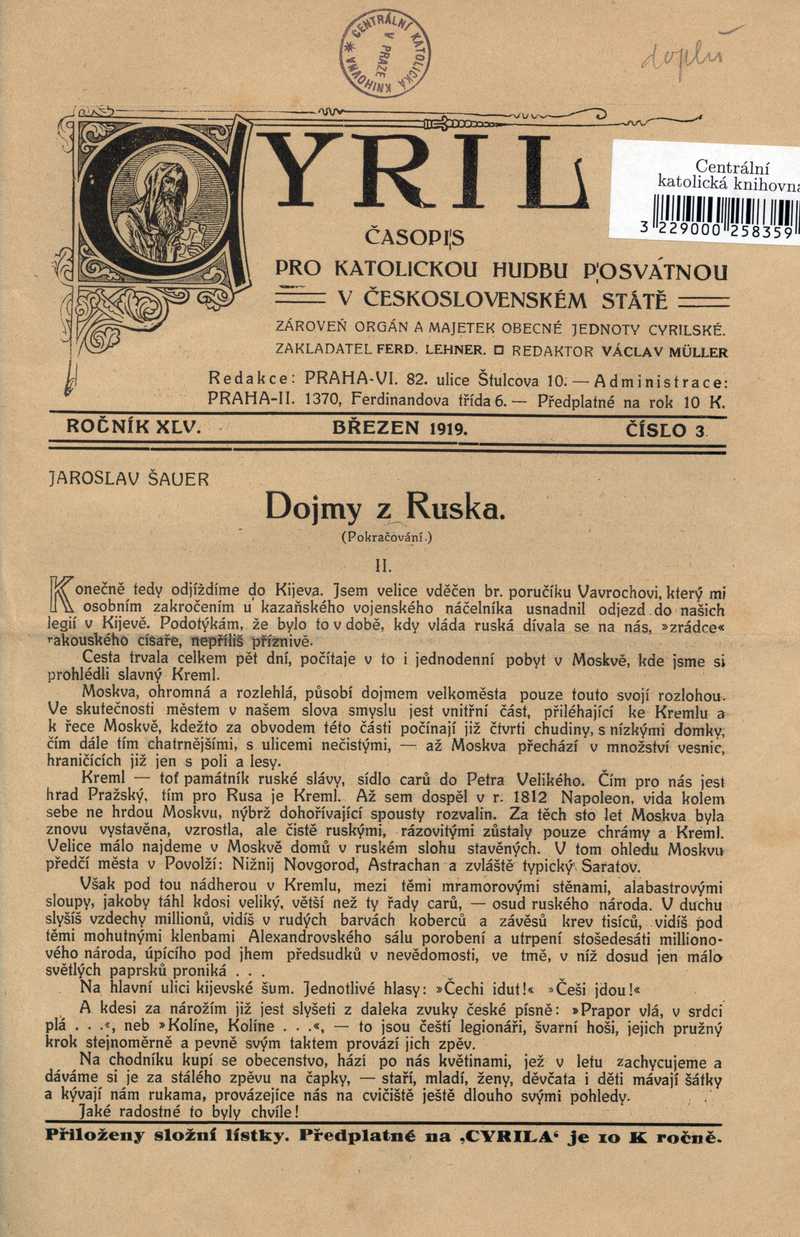 CENTRÁLNÍ KATOLICKÁ KNIHOVNA
V PRAZE
doplň
Centrální
katolická knihovna
3 229000 258359
CYRIL
ČASOPIS
PRO KATOLICKOU HUDBU POSVÁTNOU
V ČESKOSLOVENSKÉM STÁTĚ
ZÁROVEŇ ORGÁN A MAJETEK OBECNÉ JEDNOTY CYRILSKÉ.
ZAKLADATEL FERD. LEHNER. REDAKTOR VÁCLAV MÜLLER
Redakce: PRAHA-VI. 82. ulice Štulcova 10. — Administrace:
PRAHA-II. 1370, Ferdinandova třída 6. — Předplatné na rok 10 K.
ROČNÍK XLV. BŘEZEN 1919. ČÍSLO 3
JAROSLAV ŠAUER
Dojmy z Ruska.
(Pokračování.)
II.
Konečně tedy odjíždíme do Kijeva. Jsem velice vděčen br. poručíku Vavrochovi, který mi
osobním zakročením u kazaňského vojenského náčelníka usnadnil odjezd do našich
legií v Kijevě. Podotýkám, že bylo to v době, kdy vláda ruská dívala se na nás, »zrádce«
rakouského císaře, nepříliš příznivě.
Cesta trvala celkem pět dní, počítaje v to i jednodenní pobyt v Moskvě, kde jsme si
prohlédli slavný Kreml.
Moskva, ohromná a rozlehlá, působí dojmem velkoměsta pouze touto svojí rozlohou.
Ve skutečnosti městem v našem slova smyslu jest vnitřní část, přiléhající ke Kremlu a
k řece Moskvě, kdežto za obvodem této části počínají již čtvrti chudiny, s nízkými domky,
čím dále tím chatrnějšími, s ulicemi nečistými, — až Moskva přechází v množství vesnic,
hraničících již jen s poli a lesy.
Kreml — toť památník ruské slávy, sídlo carů do Petra Velikého. Čím pro nás jest
hrad Pražský, tím pro Rusa je Kreml. Až sem dospěl v r. 1812 Napoleon, vida kolem
sebe ne hrdou Moskvu, nýbrž dohořívající spousty rozvalin. Za těch sto let Moskva byla
znovu vystavěna, vzrostla, ale čistě ruskými, rázovitými zůstaly pouze chrámy a Kreml.
Velice málo najdeme v Moskvě domů v ruském slohu stavěných. V tom ohledu Moskvu
předčí města v Povolží: Nižnij Novgorod, Astrachan a zvláště typický Saratov.
Však pod tou nádherou v Kremlu, mezi těmi mramorovými stěnami, alabastrovými
sloupy, jakoby táhl kdosi veliký, větší než ty řady carů, — osud ruského národa. V duchu
slyšíš vzdechy millionů, vidíš v rudých barvách koberců a závěsů krev tisíců, vidíš pod
těmi mohutnými klenbami Alexandrovského sálu porobení a utrpení stošedesáti milliono-
vého národa, úpícího pod jhem předsudků v nevědomosti, ve tmě, v níž dosud jen málo
světlých paprsků proniká . . .
Na hlavní ulici kijevské šum. Jednotlivé hlasy: »Čechi idut!« »Češi jdou!«
A kdesi za nárožím již jest slyšeti z daleka zvuky české písně: »Prapor vlá, v srdci
plá . . .«, neb »Kolíne, Kolíne . . .«, — to jsou čeští legionáři, švarní hoši, jejich pružný
krok stejnoměrně a pevně svým taktem provází jich zpěv.
Na chodníku kupí se obecenstvo, hází po nás květinami, jež v letu zachycujeme a
dáváme si je za stálého zpěvu na čapky, — staří, mladí, ženy, děvčata i děti mávají šátky
a kývají nám rukama, provázejíce nás na cvičiště ještě dlouho svými pohledy.
Jaké radostné to byly chvíle!
Přiloženy složní lístky. Předplatné na ‚CYRILA‘ je 10 K ročně.